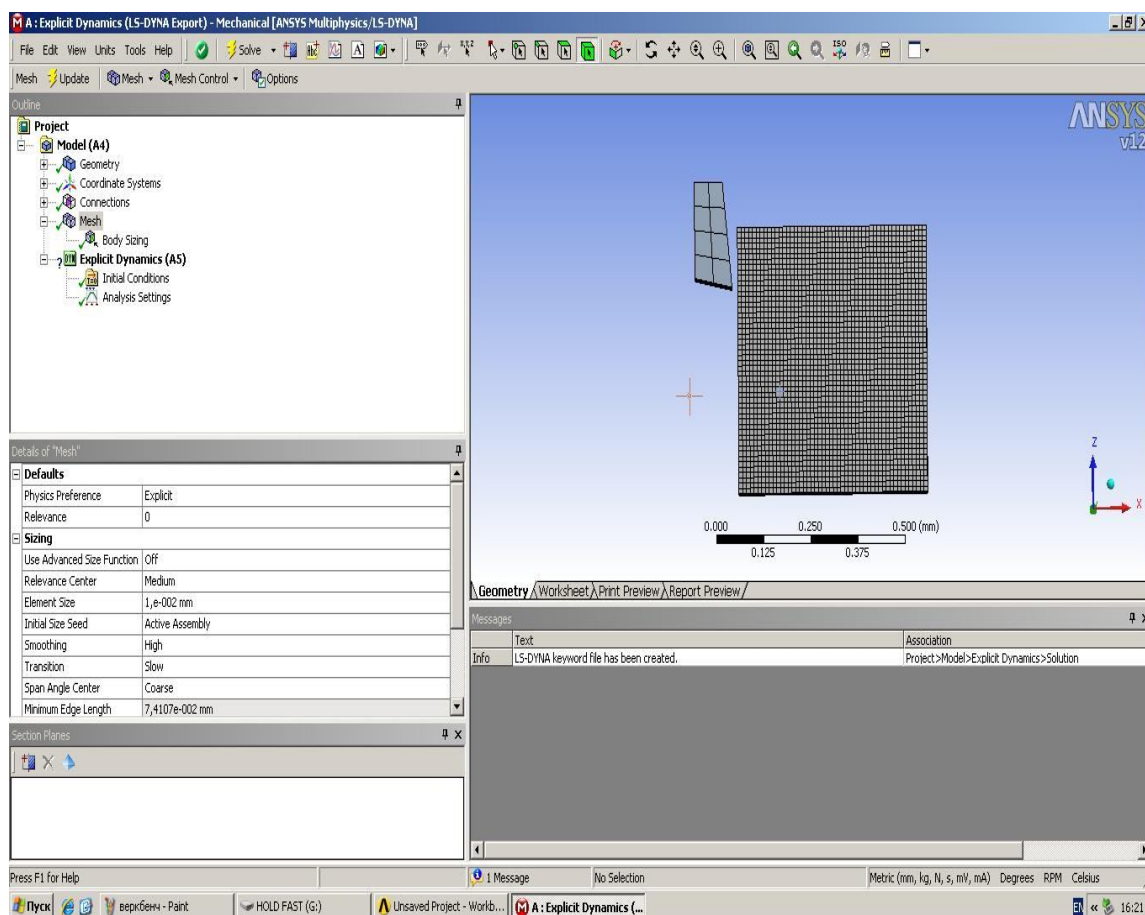 A : Explicit Dynamics (LS-DYNA Export) - Mechanical [ANSYS Multiphysics/LS-DYNA]
File Edit View Units Tools Help Solve
Mesh Update Mesh Mesh Control Options
Outline
Project
Model (A4)
Geometry
Coordinate Systems
Connections
Mesh
Body Sizing
Explicit Dynamics (A5)
Initial Conditions
Analysis Settings
Details of "Mesh"
Defaults
Physics Preference Explicit
Relevance 0
Sizing
Use Advanced Size Function Off
Relevance Center Medium
Element Size 1,e-002 mm
Initial Size Seed Active Assembly
Smoothing High
Transition Slow
Span Angle Center Coarse
Minimum Edge Length 7,4107e-002 mm
Section Planes
ANSYS
v12
Z
X
0.000 0.250 0.500 (mm)
0.125 0.375
Geometry Worksheet Print Preview Report Preview
Messages
Text Association
Info LS-DYNA keyword file has been created. Project>Model>Explicit Dynamics>Solution
Press F1 for Help 1 Message No Selection Metric (mm, kg, N, s, mV, mA) Degrees RPM Celsius
Пуск веркбенч - Paint HOLD FAST (G:) Unsaved Project - Workb... A : Explicit Dynamics (... EN « 16:21